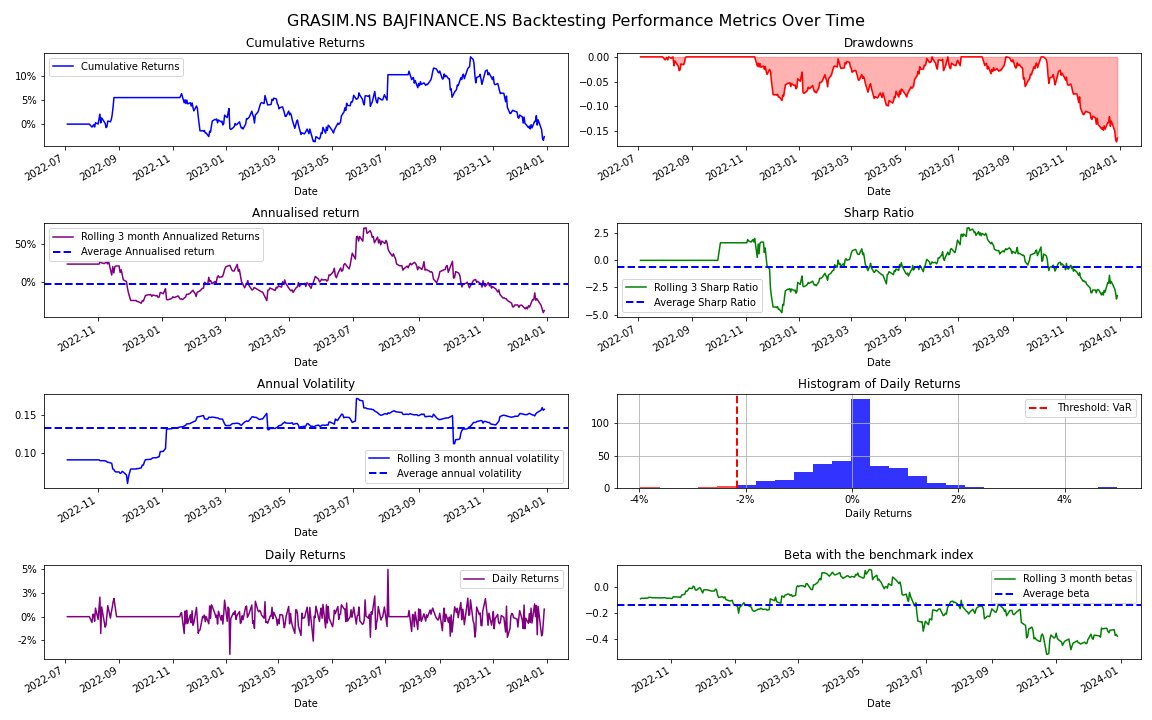 GRASIM.NS BAJFINANCE.NS Backtesting Performance Metrics Over Time
Cumulative Returns
Cumulative Returns
10%
5%
0%
2022-07 2022-09 2022-11 2023-01 2023-03 2023-05 2023-07 2023-09 2023-11 2024-01
Date
Drawdowns
0.00
−0.05
−0.10
−0.15
2022-07 2022-09 2022-11 2023-01 2023-03 2023-05 2023-07 2023-09 2023-11 2024-01
Date
Annualised return
Rolling 3 month Annualized Returns
Average Annualised return
50%
0%
2022-11 2023-01 2023-03 2023-05 2023-07 2023-09 2023-11 2024-01
Date
Sharp Ratio
2.5
0.0
−2.5
−5.0
Rolling 3 Sharp Ratio
Average Sharp Ratio
2022-07 2022-09 2022-11 2023-01 2023-03 2023-05 2023-07 2023-09 2023-11 2024-01
Date
Annual Volatility
0.15
0.10
Rolling 3 month annual volatility
Average annual volatility
2022-11 2023-01 2023-03 2023-05 2023-07 2023-09 2023-11 2024-01
Date
Histogram of Daily Returns
Threshold: VaR
100
50
0
-4% -2% 0% 2% 4%
Daily Returns
Daily Returns
Daily Returns
5%
3%
0%
-2%
2022-07 2022-09 2022-11 2023-01 2023-03 2023-05 2023-07 2023-09 2023-11 2024-01
Date
Beta with the benchmark index
Rolling 3 month betas
Average beta
0.0
−0.2
−0.4
2022-11 2023-01 2023-03 2023-05 2023-07 2023-09 2023-11 2024-01
Date